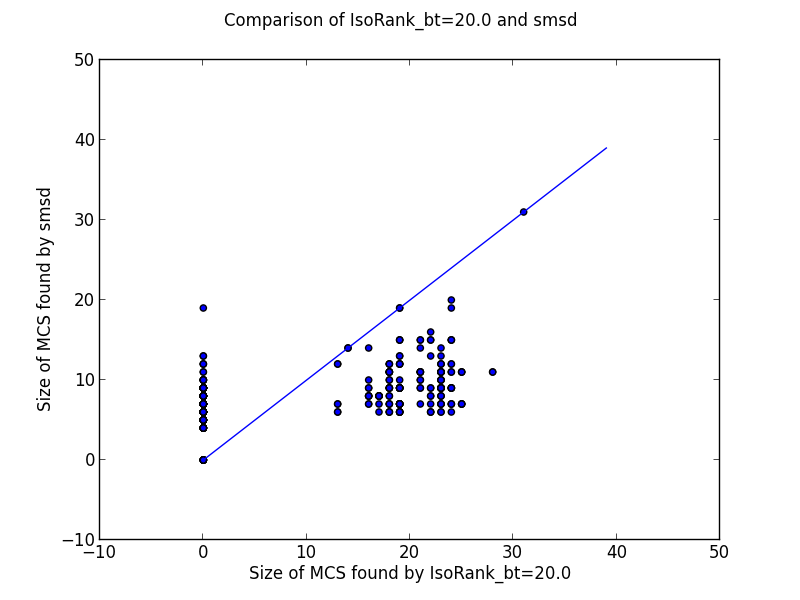 Comparison of IsoRank_bt=20.0 and smsd
50
40
30
20
10
0
−10
−10 0 10 20 30 40 50
Size of MCS found by smsd
Size of MCS found by IsoRank_bt=20.0